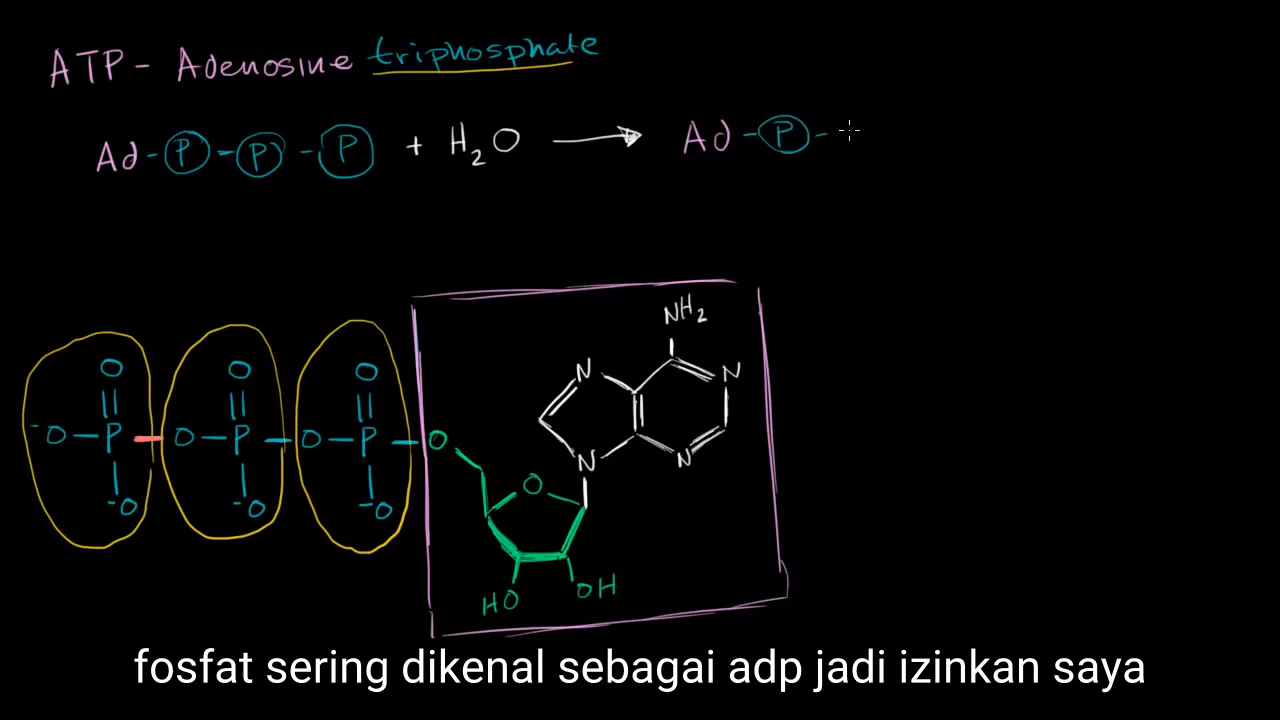 ATP - Adenosine triphosphate
Ad - P - P - P + H2O → Ad - P -
NH2
N N
N N
O O O
⁻O - P - O - P - O - P - O
⁻O ⁻O ⁻O
O
HO OH
fosfat sering dikenal sebagai adp jadi izinkan saya